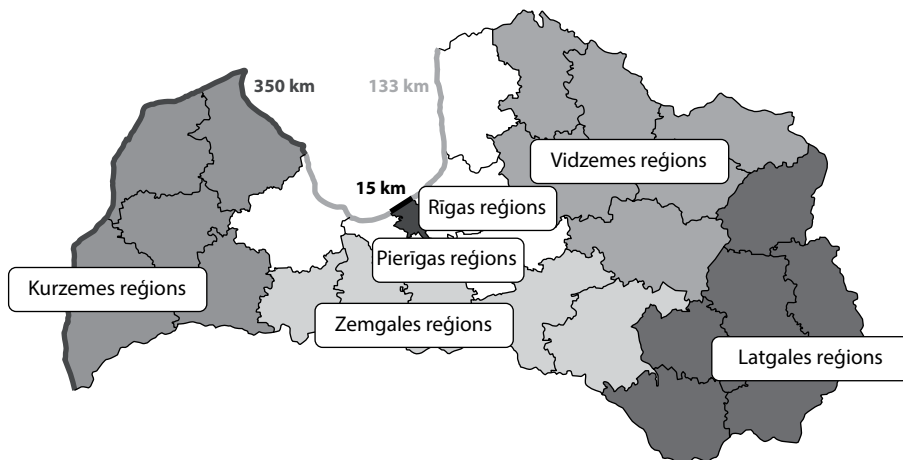 350 km
133 km
Vidzemes reģions
15 km
Rīgas reģions
Pierīgas reģions
Kurzemes reģions
Zemgales reģions
Latgales reģions